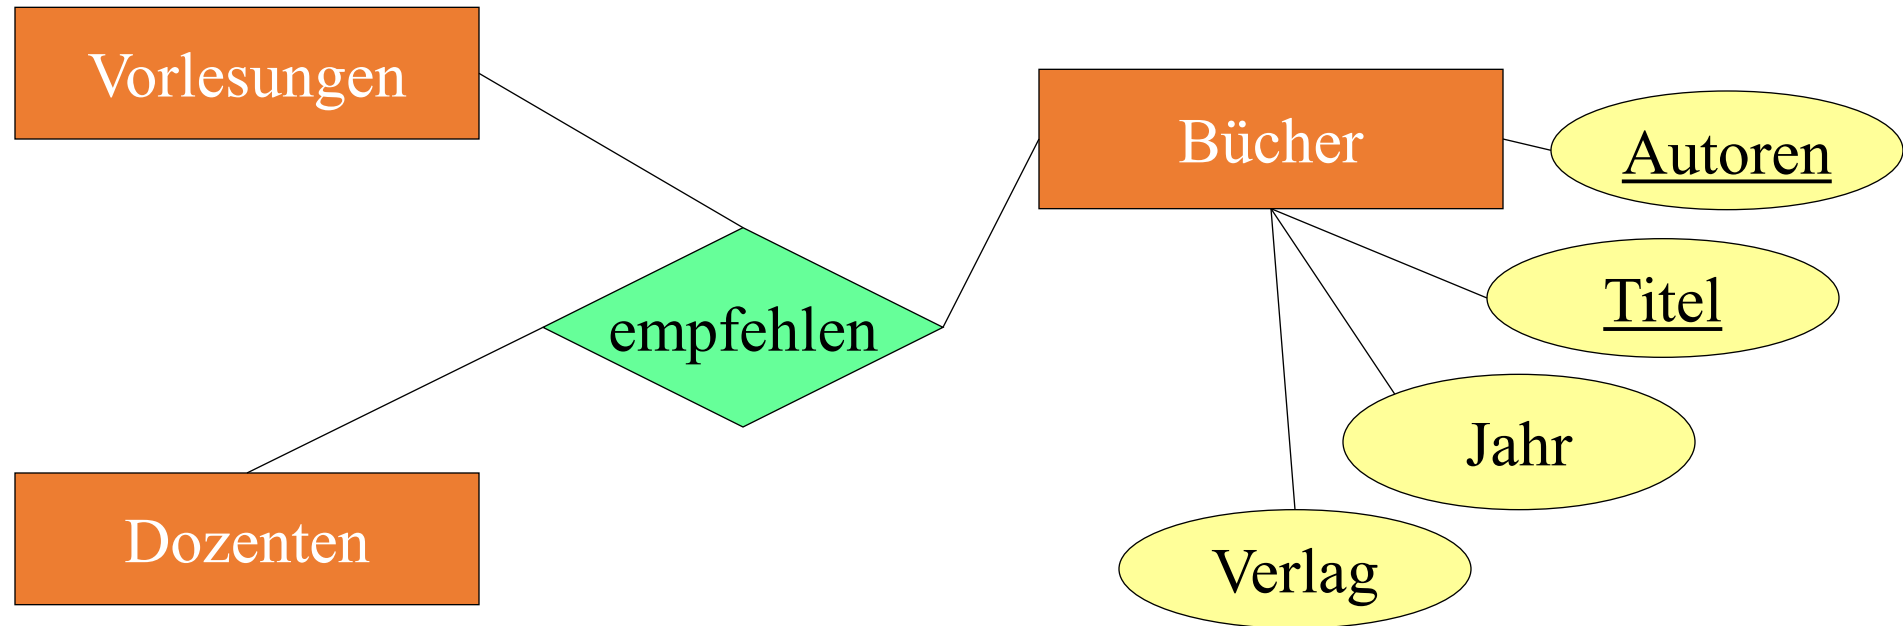 Vorlesungen
Bücher
Autoren
Titel
empfehlen
Jahr
Dozenten
Verlag